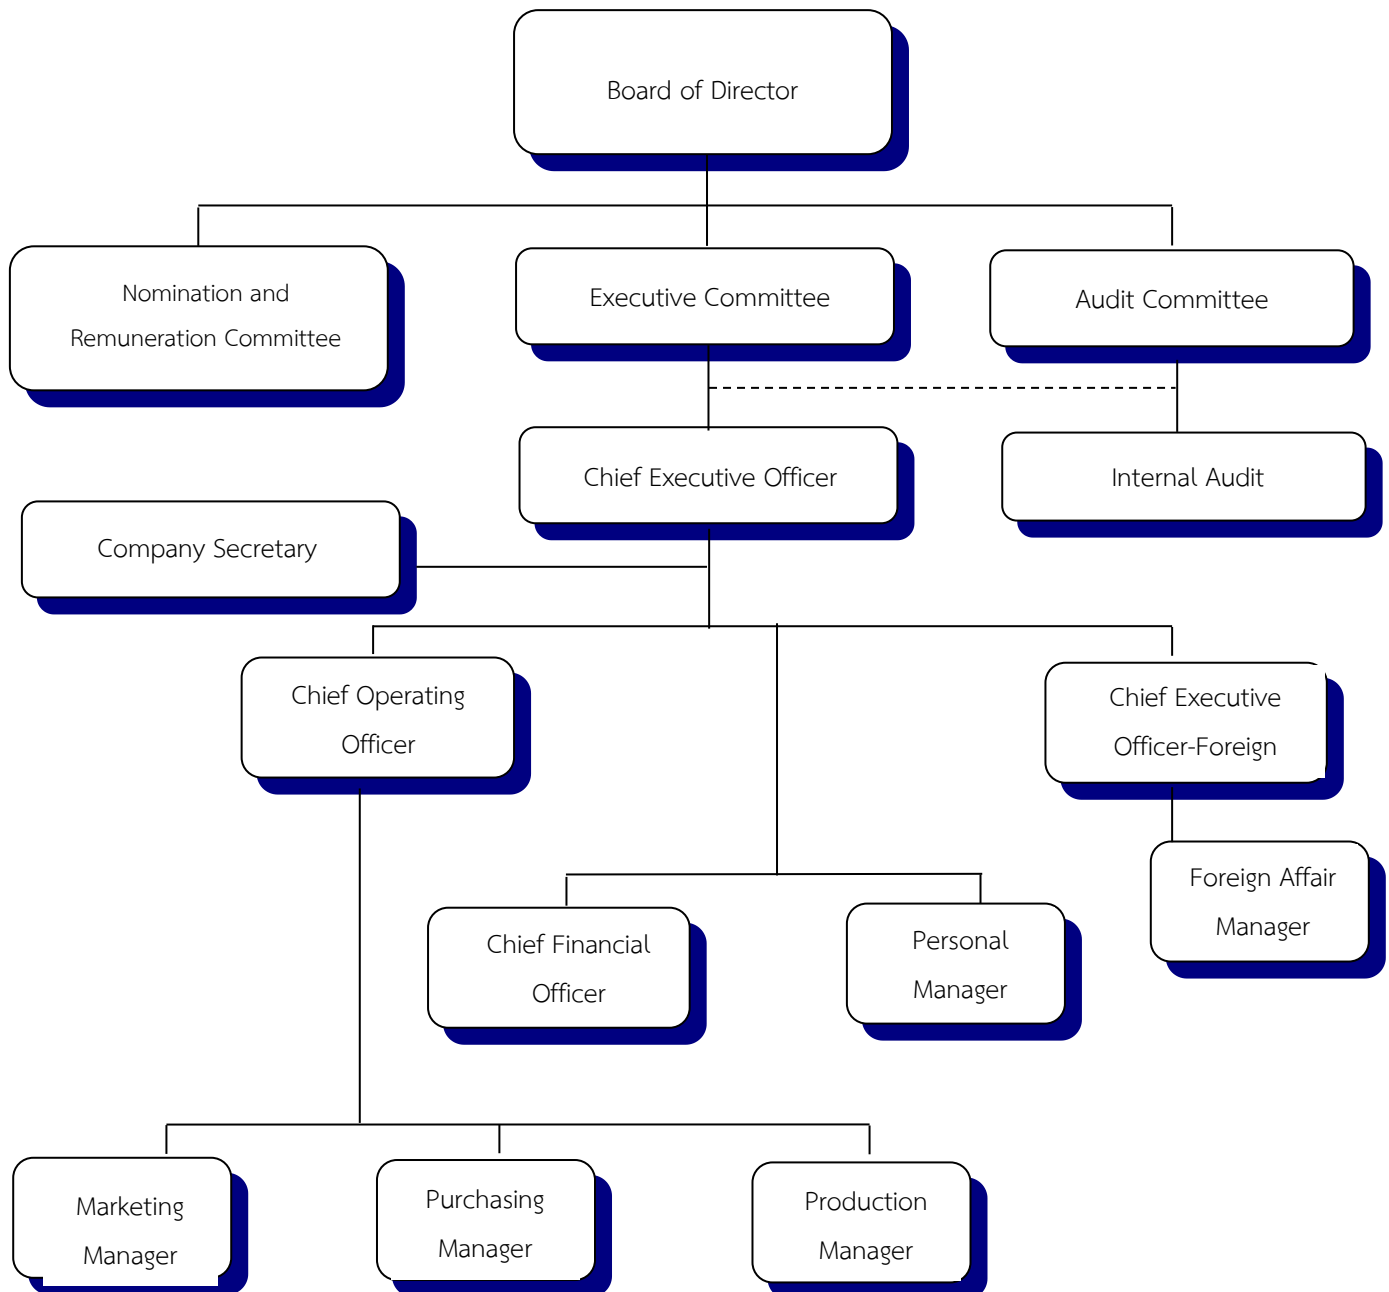 Board of Director
Nomination and
Remuneration Committee
Executive Committee
Audit Committee
Chief Executive Officer
Internal Audit
Company Secretary
Chief Operating
Officer
Chief Executive
Officer-Foreign
Foreign Affair
Manager
Chief Financial
Officer
Personal
Manager
Marketing
Manager
Purchasing
Manager
Production
Manager